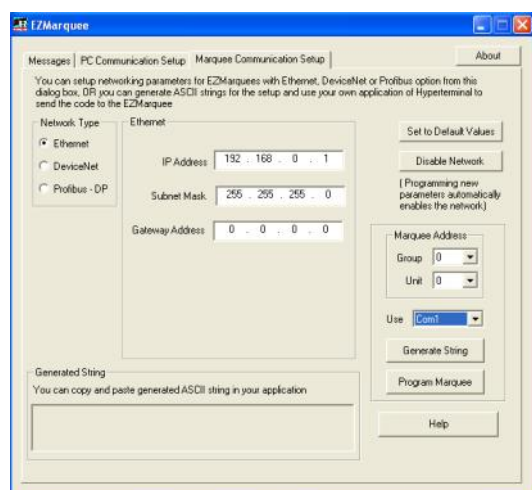 EZMarquee
Messages
PC Communication Setup
Marquee Communication Setup
About
You can setup networking parameters for EZMarquees with Ethernet, DeviceNet or Profibus option from this
dialog box, OR you can generate ASCII strings for the setup and use your own application of Hyperterminal to
send the code to the EZMarquee
Network Type
Ethernet
DeviceNet
Profibus - DP
Ethernet
IP Address 192 . 168 . 0 . 1
Subnet Mask 255 . 255 . 255 . 0
Gateway Address 0 . 0 . 0 . 0
Set to Default Values
Disable Network
( Programming new
parameters automatically
enables the network)
Marquee Address
Group 0
Unit 0
Use Com1
Generate String
Program Marquee
Help
Generated String
You can copy and paste generated ASCII string in your application